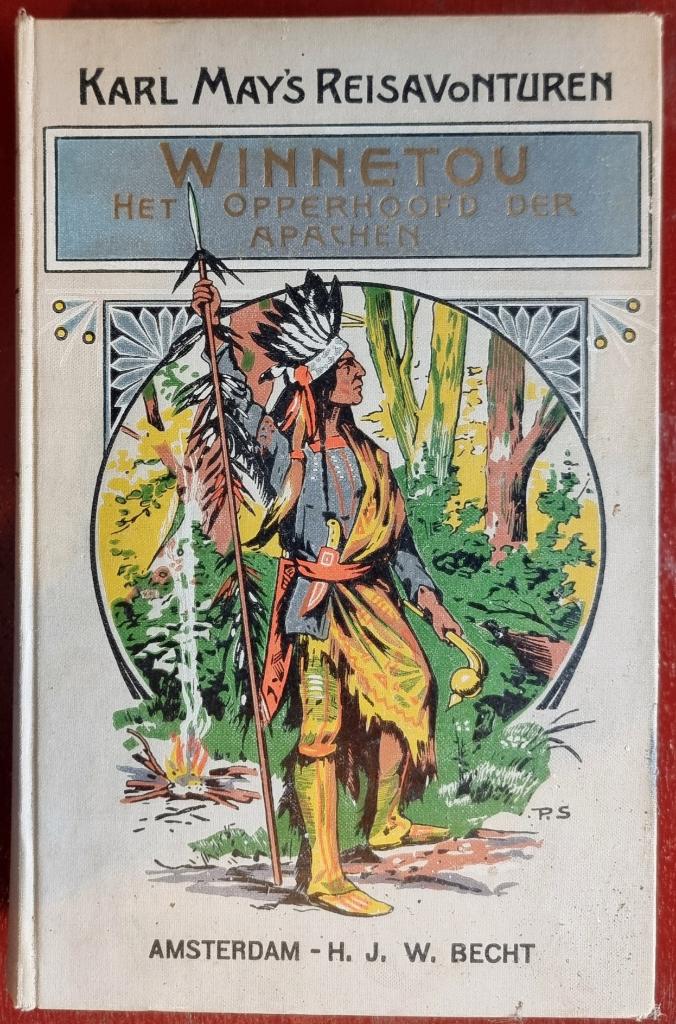 KARL MAY'S REISAVONTUREN
WINNETOU
HET OPPERHOOFD DER
APACHEN
P.S
AMSTERDAM - H. J. W. BECHT